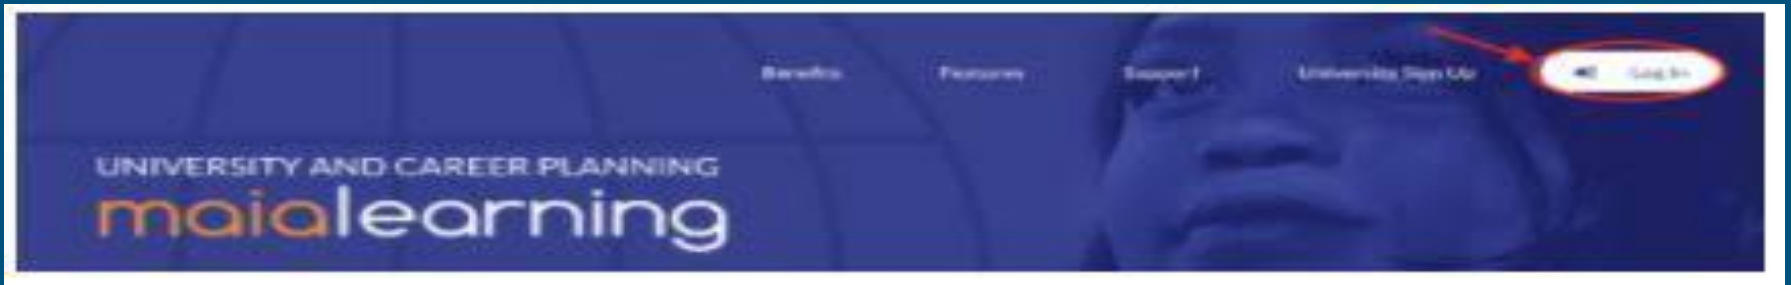 Benefits Features Support University Sign Up Log In
UNIVERSITY AND CAREER PLANNING
maialearning